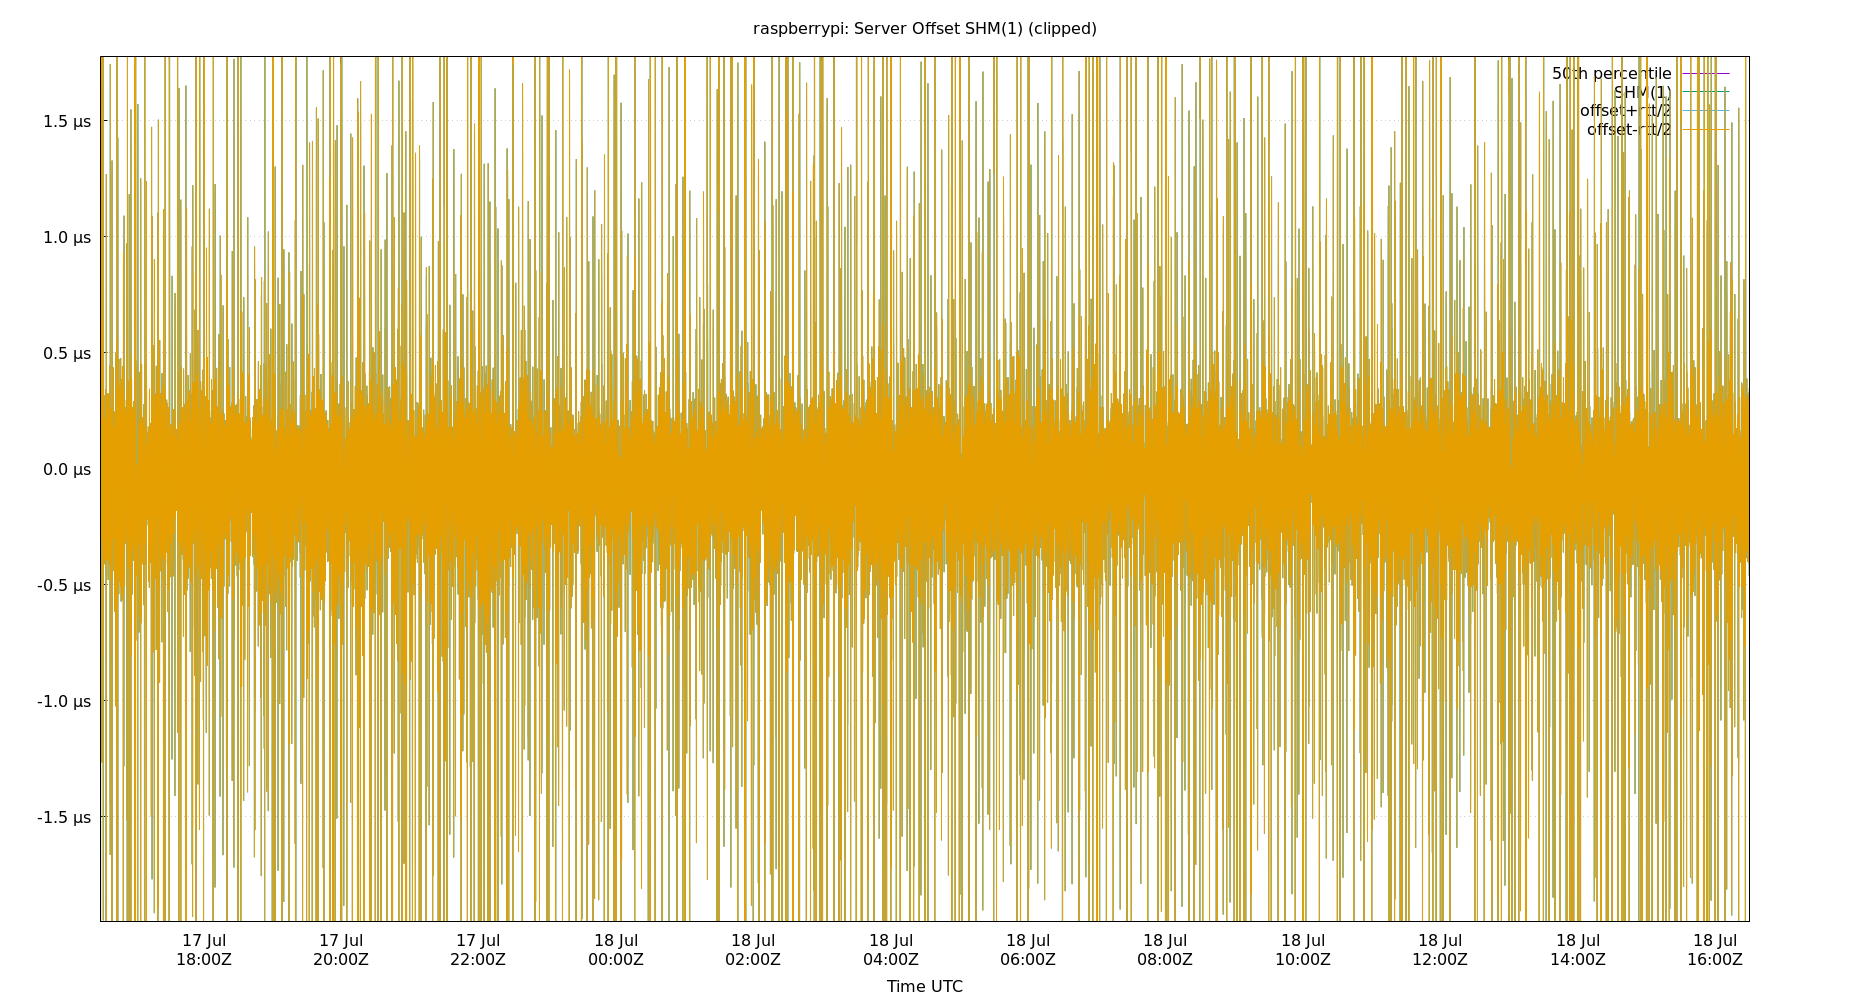 raspberrypi: Server Offset SHM(1) (clipped)
50th percentile
SHM(1)
offset+rtt/2
offset-rtt/2
1.5 µs
1.0 µs
0.5 µs
0.0 µs
-0.5 µs
-1.0 µs
-1.5 µs
17 Jul 17 Jul 17 Jul 18 Jul 18 Jul 18 Jul 18 Jul 18 Jul 18 Jul 18 Jul 18 Jul 18 Jul
18:00Z 20:00Z 22:00Z 00:00Z 02:00Z 04:00Z 06:00Z 08:00Z 10:00Z 12:00Z 14:00Z 16:00Z
Time UTC